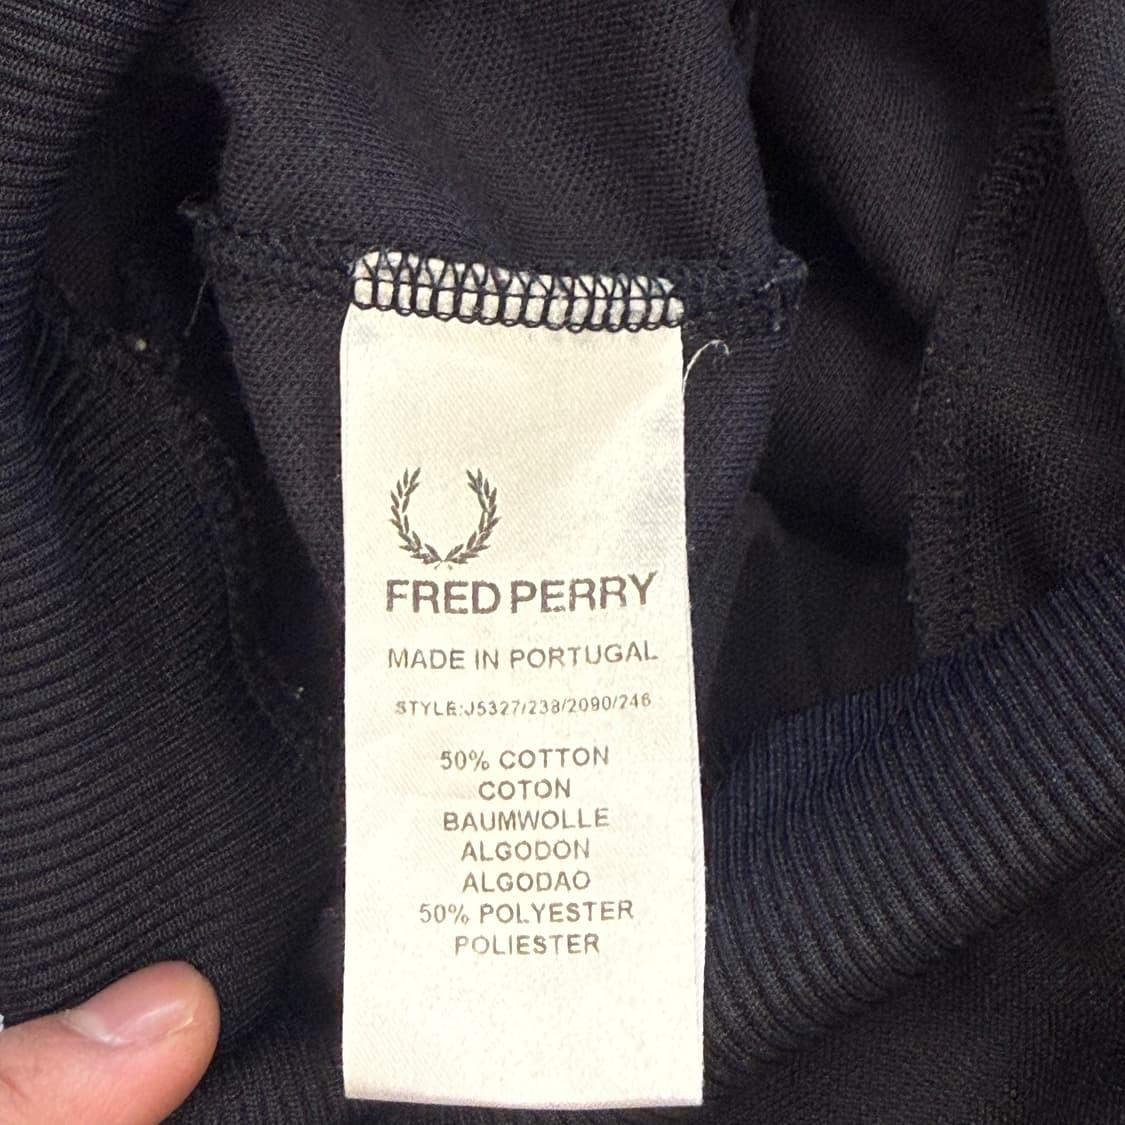 FRED PERRY
MADE IN PORTUGAL
STYLE:J5327/238/2090/246
50% COTTON
COTON
BAUMWOLLE
ALGODON
ALGODAO
50% POLYESTER
POLIESTER